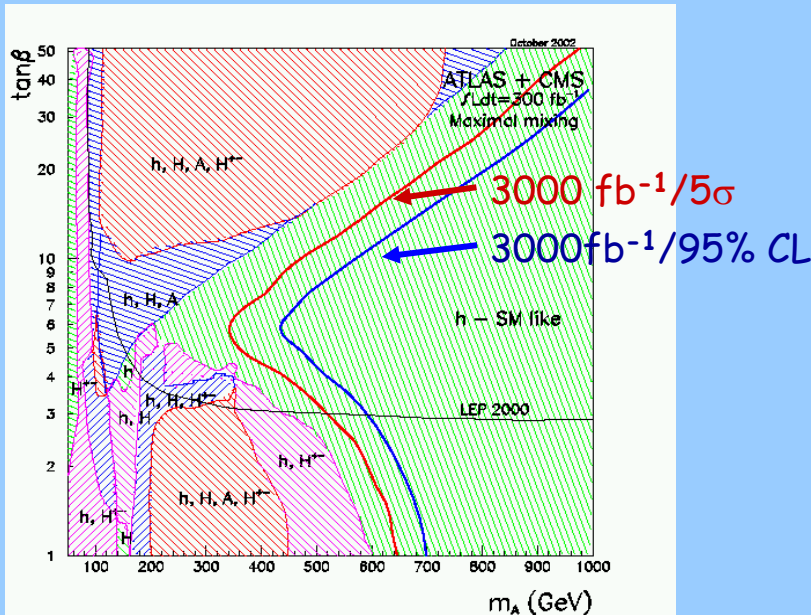 October 2002
ATLAS + CMS
∫Ldt=300 fb⁻¹
Maximal mixing
tanβ
50
40
30
20
10
9
8
7
6
5
4
3
2
1
h, H, A, H⁺⁻
3000 fb⁻¹/5σ
3000fb⁻¹/95% CL
h, H, A
h – SM like
h
H⁺⁻
h, H, H⁺⁻
h, H
LEP 2000
h, H⁺⁻
h, H, A, H⁺⁻
h, H⁺⁻
H
100 200 300 400 500 600 700 800 900 1000
m_A (GeV)